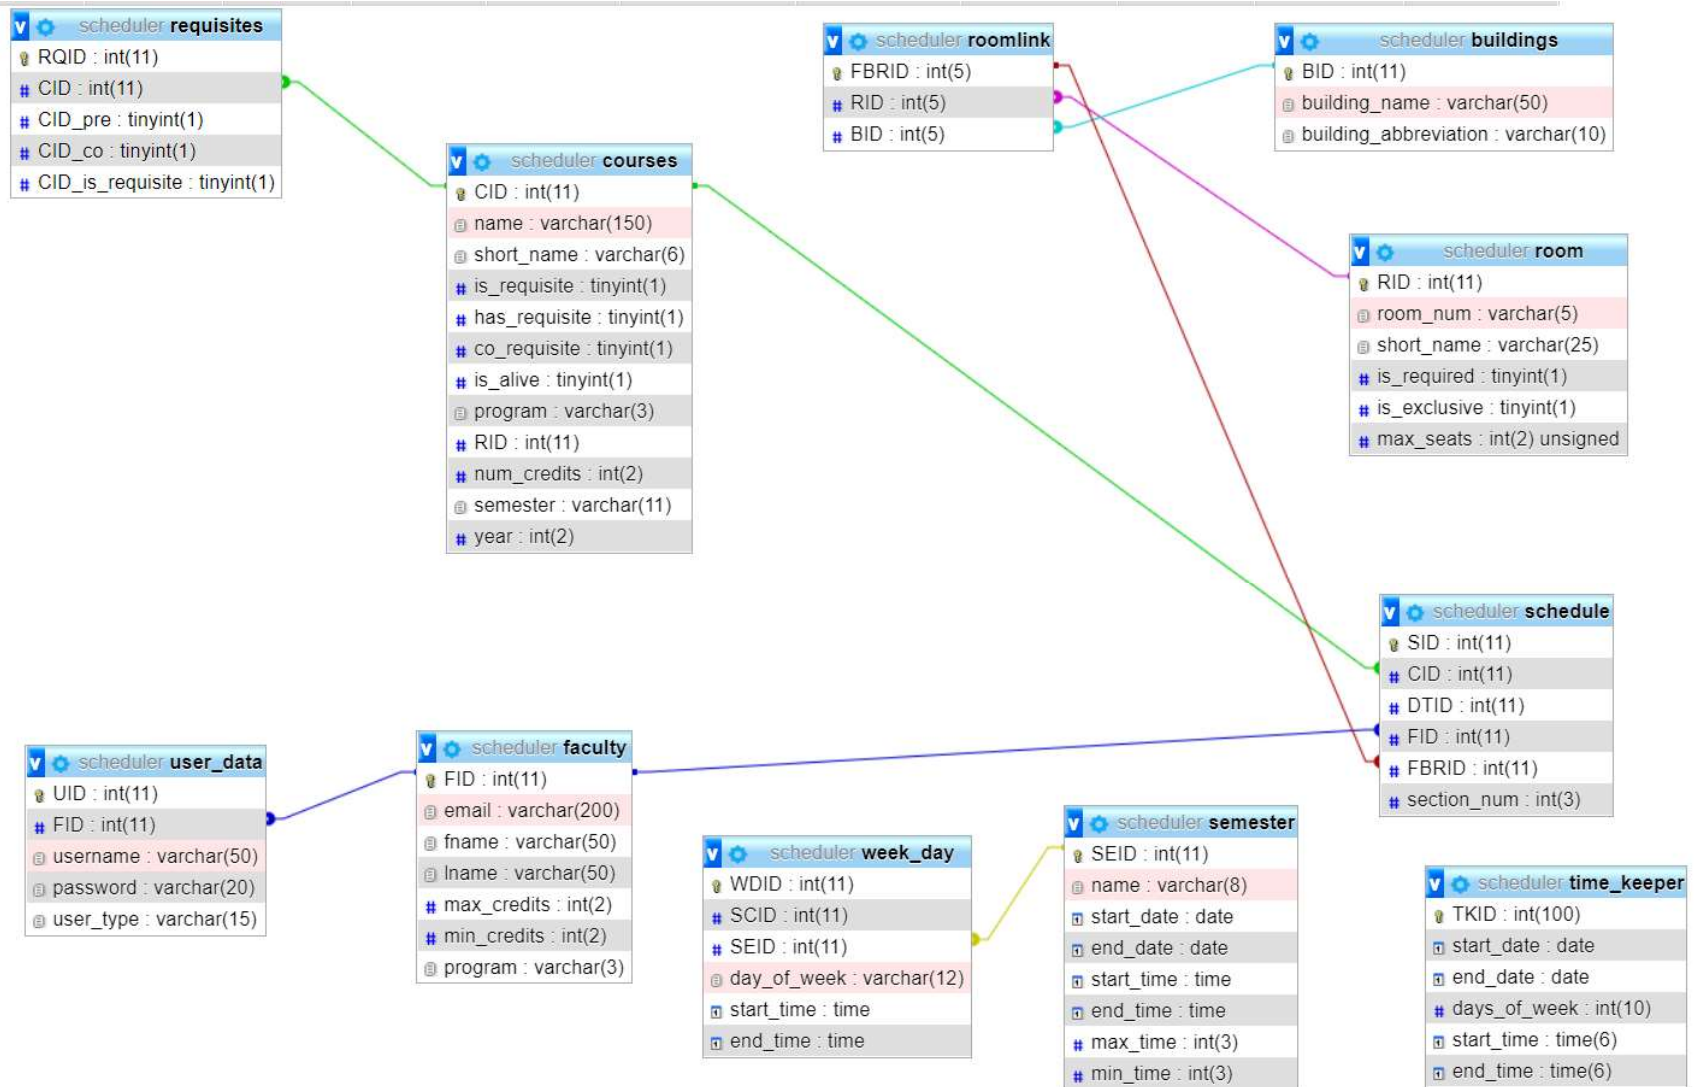 scheduler requisites
RQID : int(11)
CID : int(11)
CID_pre : tinyint(1)
CID_co : tinyint(1)
CID_is_requisite : tinyint(1)
scheduler courses
CID : int(11)
name : varchar(150)
short_name : varchar(6)
is_requisite : tinyint(1)
has_requisite : tinyint(1)
co_requisite : tinyint(1)
is_alive : tinyint(1)
program : varchar(3)
RID : int(11)
num_credits : int(2)
semester : varchar(11)
year : int(2)
scheduler roomlink
FBRID : int(5)
RID : int(5)
BID : int(5)
scheduler buildings
BID : int(11)
building_name : varchar(50)
building_abbreviation : varchar(10)
scheduler room
RID : int(11)
room_num : varchar(5)
short_name : varchar(25)
is_required : tinyint(1)
is_exclusive : tinyint(1)
max_seats : int(2) unsigned
scheduler schedule
SID : int(11)
CID : int(11)
DTID : int(11)
FID : int(11)
FBRID : int(11)
section_num : int(3)
scheduler user_data
UID : int(11)
FID : int(11)
username : varchar(50)
password : varchar(20)
user_type : varchar(15)
scheduler faculty
FID : int(11)
email : varchar(200)
fname : varchar(50)
lname : varchar(50)
max_credits : int(2)
min_credits : int(2)
program : varchar(3)
scheduler week_day
WDID : int(11)
SCID : int(11)
SEID : int(11)
day_of_week : varchar(12)
start_time : time
end_time : time
scheduler semester
SEID : int(11)
name : varchar(8)
start_date : date
end_date : date
start_time : time
end_time : time
max_time : int(3)
min_time : int(3)
scheduler time_keeper
TKID : int(100)
start_date : date
end_date : date
days_of_week : int(10)
start_time : time(6)
end_time : time(6)